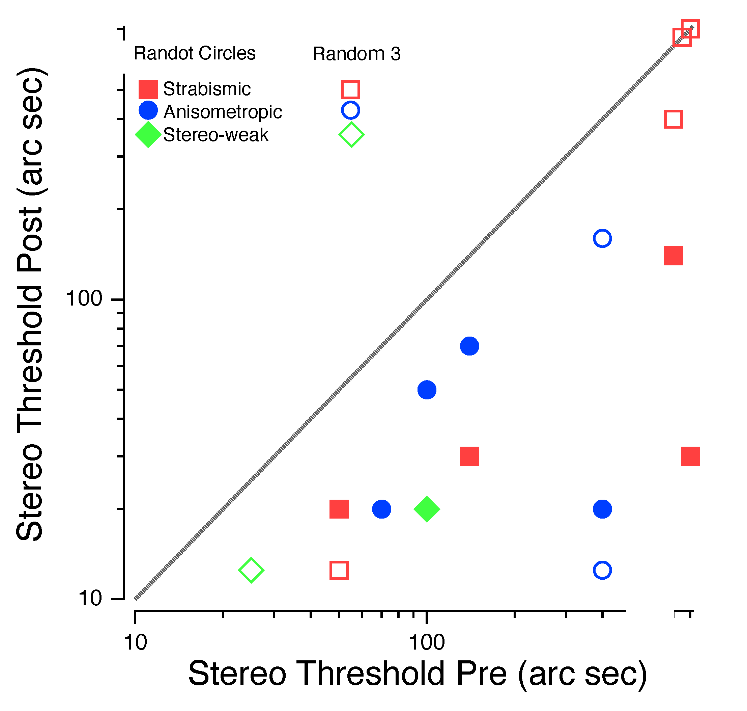 Randot Circles Random 3
Strabismic
Anisometropic
Stereo-weak
Stereo Threshold Post (arc sec)
100
10
10 100
Stereo Threshold Pre (arc sec)